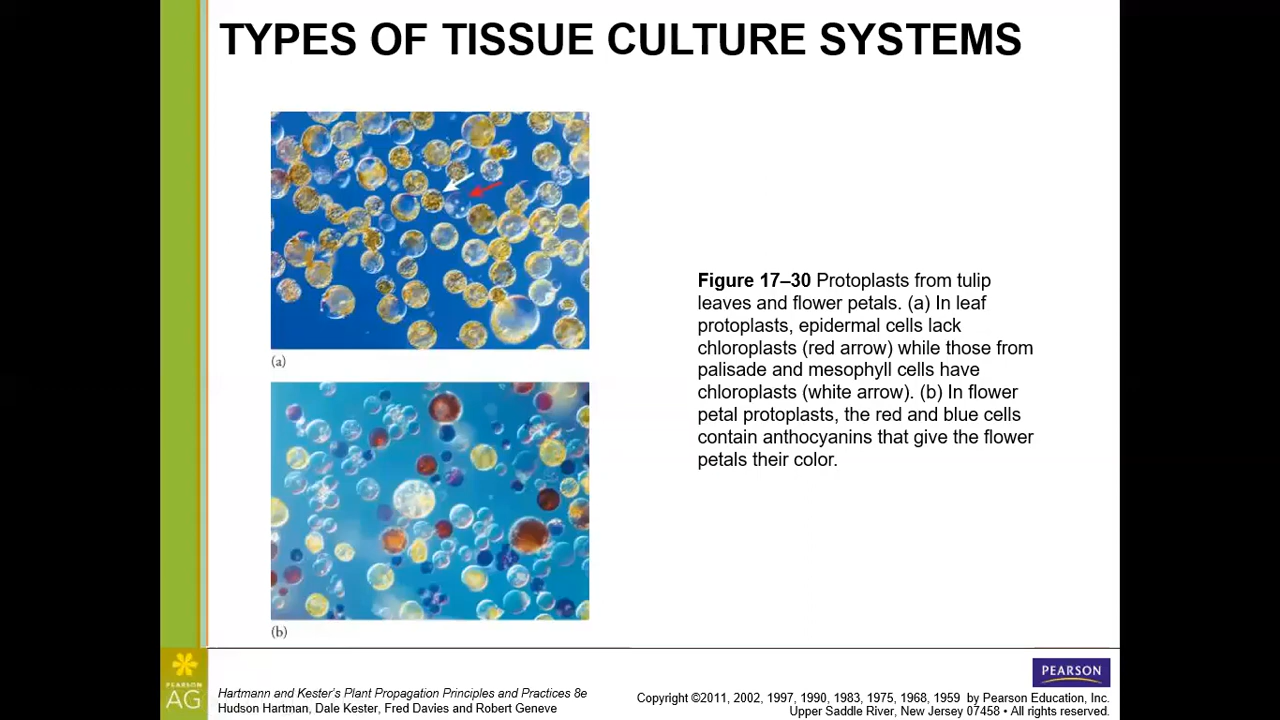 TYPES OF TISSUE CULTURE SYSTEMS
(a)
(b)
Figure 17–30 Protoplasts from tulip
leaves and flower petals. (a) In leaf
protoplasts, epidermal cells lack
chloroplasts (red arrow) while those from
palisade and mesophyll cells have
chloroplasts (white arrow). (b) In flower
petal protoplasts, the red and blue cells
contain anthocyanins that give the flower
petals their color.
PEARSON
AG
Hartmann and Kester's Plant Propagation Principles and Practices 8e
Hudson Hartman, Dale Kester, Fred Davies and Robert Geneve
PEARSON
Copyright ©2011, 2002, 1997, 1990, 1983, 1975, 1968, 1959 by Pearson Education, Inc.
Upper Saddle River, New Jersey 07458 • All rights reserved.